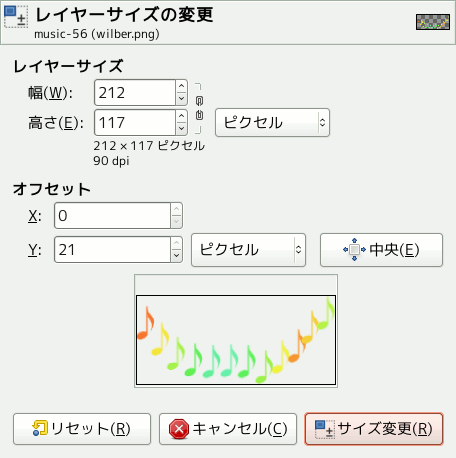 レイヤーサイズの変更
music-56 (wilber.png)
レイヤーサイズ
幅(W): 212
高さ(E): 117 ピクセル
212 × 117 ピクセル
90 dpi
オフセット
X: 0
Y: 21 ピクセル 中央(E)
リセット(R) キャンセル(C) サイズ変更(R)